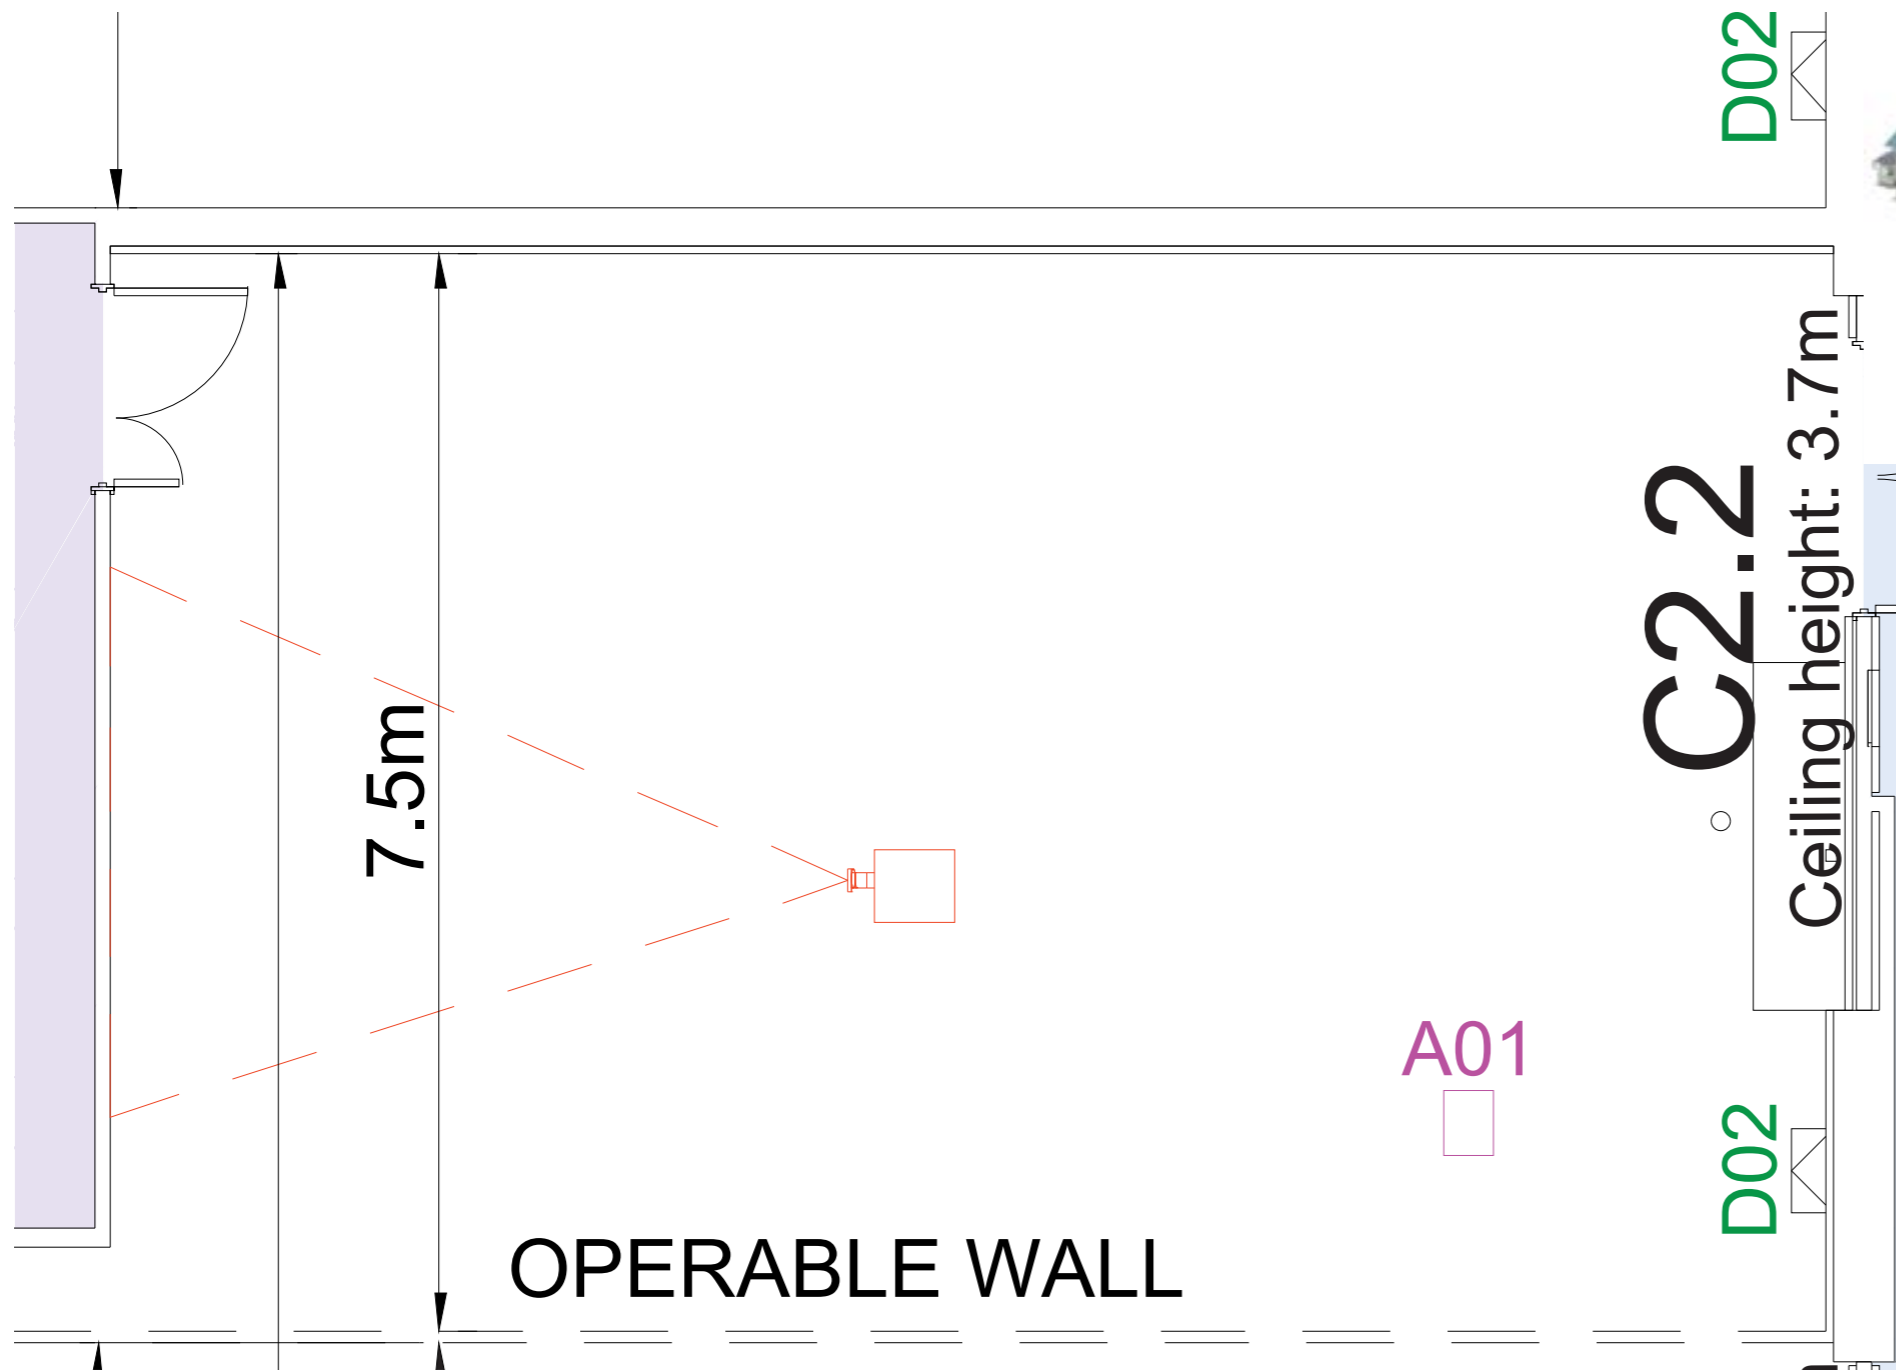 D02
C2.2
Ceiling height: 3.7m
7.5m
A01
D02
OPERABLE WALL